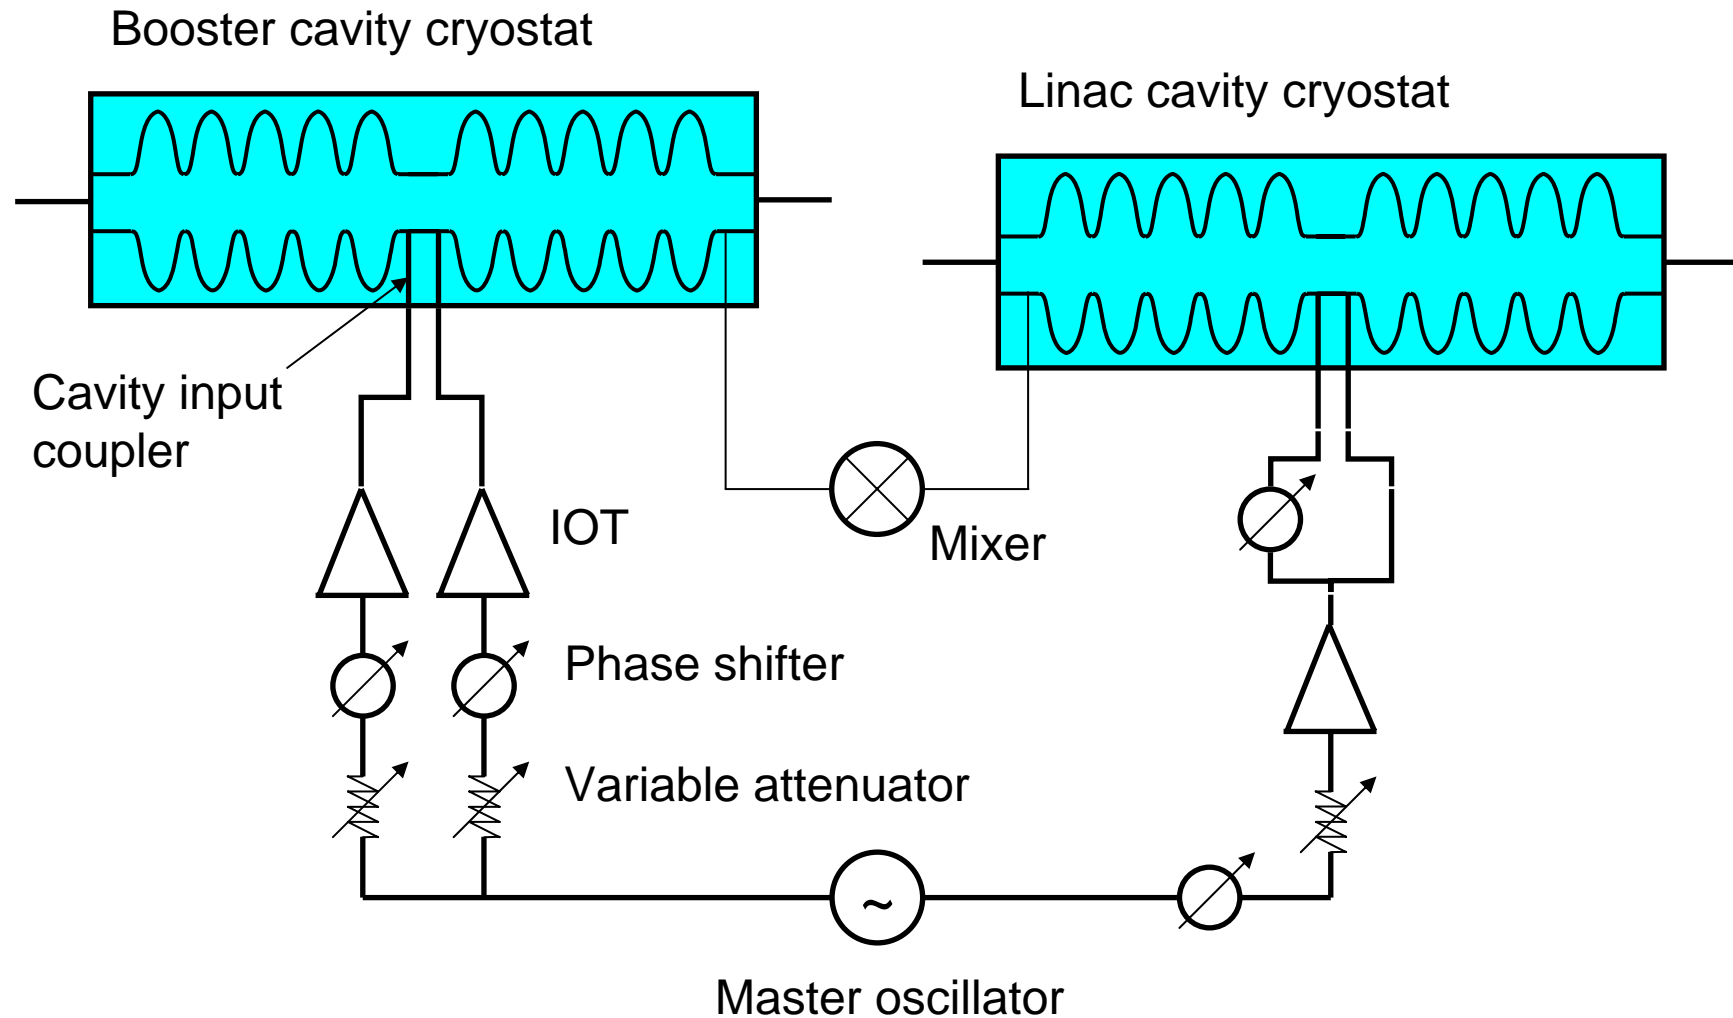 Booster cavity cryostat
Linac cavity cryostat
Cavity input
coupler
IOT
Mixer
Phase shifter
Variable attenuator
~
Master oscillator